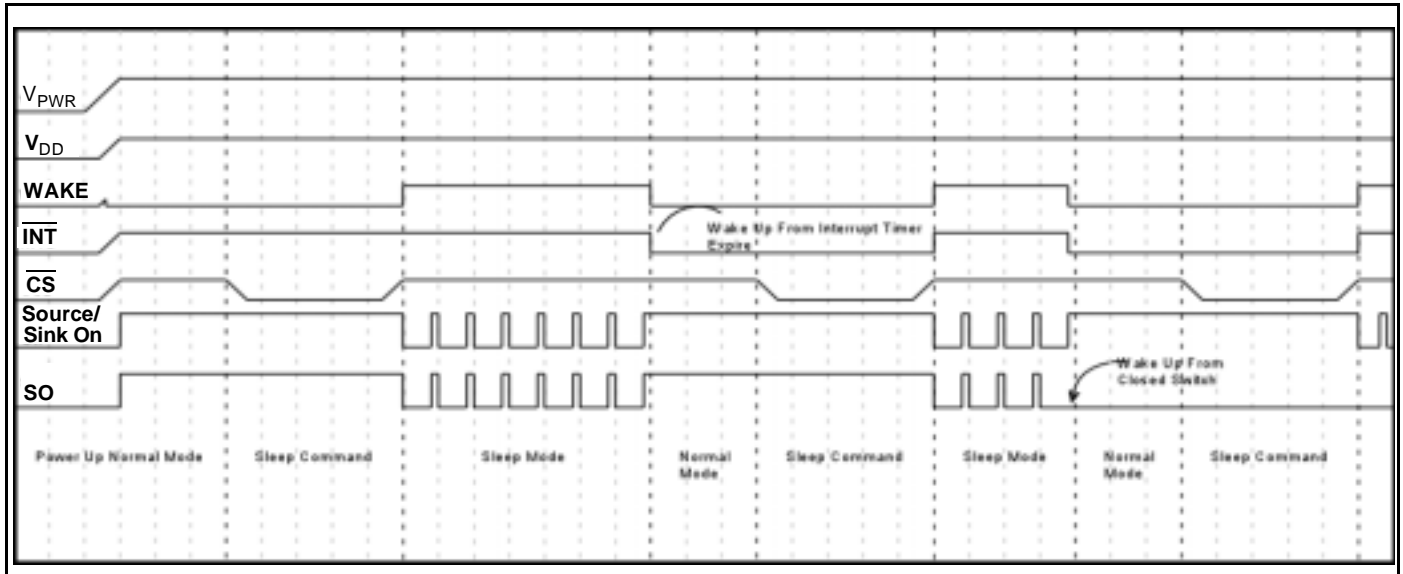 VPWR
VDD
WAKE
INT
Wake Up From Interrupt Timer
Expire
CS
Source/
Sink On
Wake Up From
Closed Switch
SO
Power Up Normal Mode
Sleep Command
Sleep Mode
Normal
Mode
Sleep Command
Sleep Mode
Normal
Mode
Sleep Command